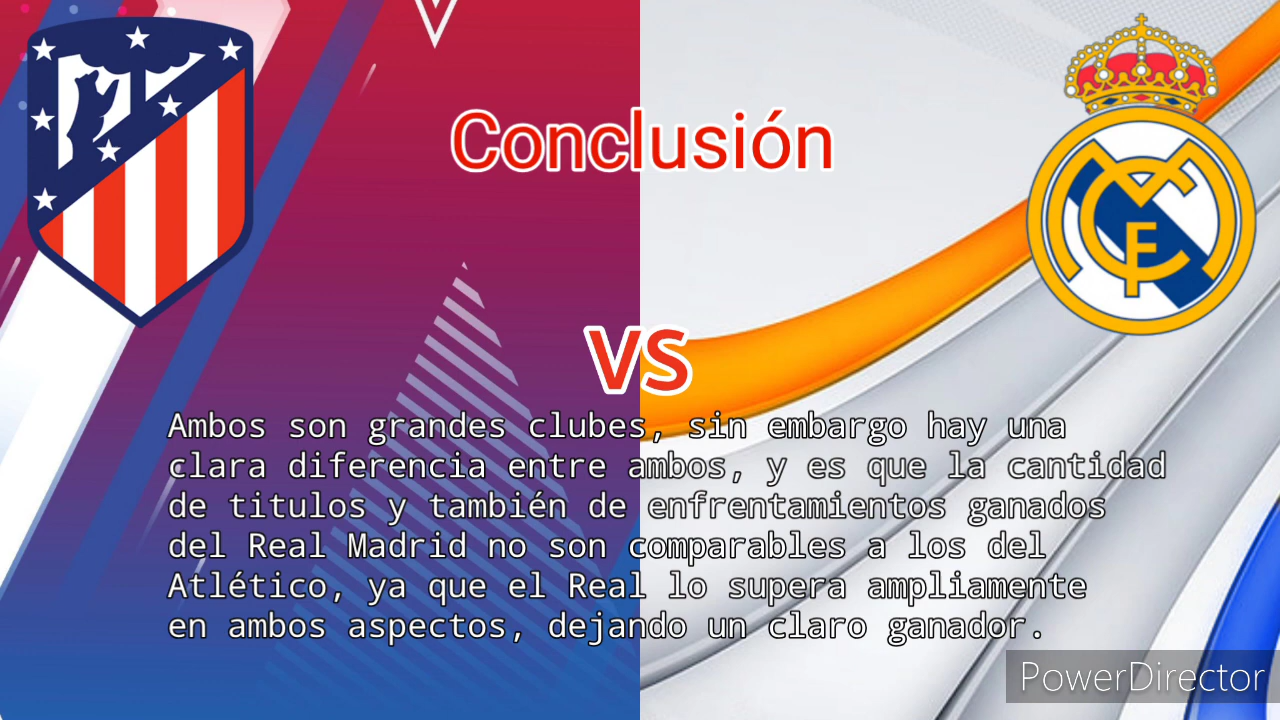 Conclusión
VS
Ambos son grandes clubes, sin embargo hay una
clara diferencia entre ambos, y es que la cantidad
de titulos y también de enfrentamientos ganados
del Real Madrid no son comparables a los del
Atlético, ya que el Real lo supera ampliamente
en ambos aspectos, dejando un claro ganador.
PowerDirector